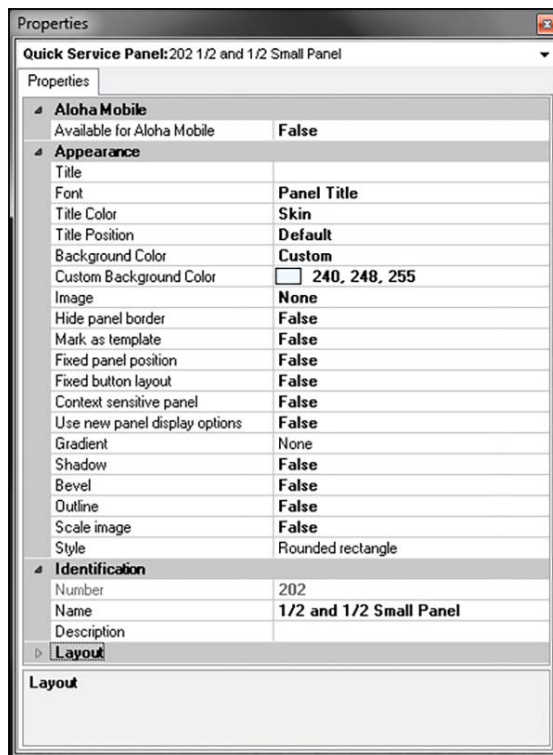 Properties
Quick Service Panel:202 1/2 and 1/2 Small Panel
Properties
Aloha Mobile
Available for Aloha Mobile False
Appearance
Title
Font Panel Title
Title Color Skin
Title Position Default
Background Color Custom
Custom Background Color 240, 248, 255
Image None
Hide panel border False
Mark as template False
Fixed panel position False
Fixed button layout False
Context sensitive panel False
Use new panel display options False
Gradient None
Shadow False
Bevel False
Outline False
Scale image False
Style Rounded rectangle
Identification
Number 202
Name 1/2 and 1/2 Small Panel
Description
Layout
Layout